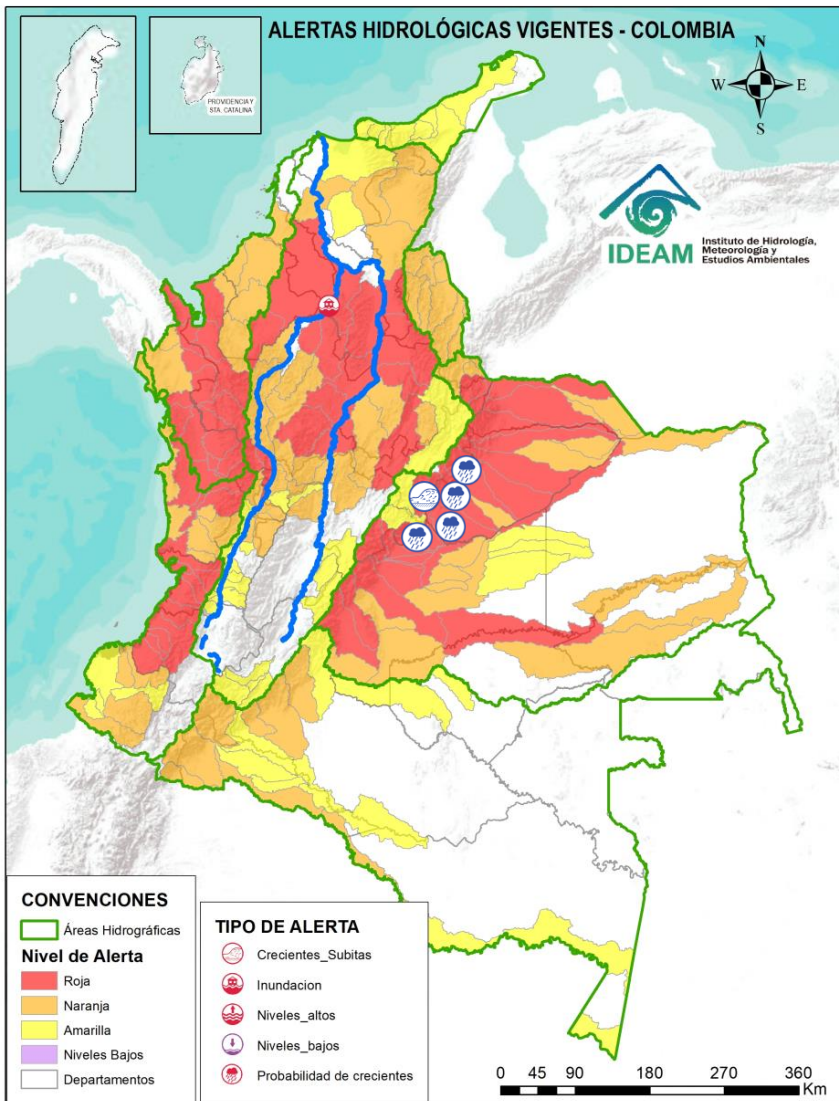 ALERTAS HIDROLÓGICAS VIGENTES - COLOMBIA
PROVIDENCIA Y
STA. CATALINA
N
W
E
S
IDEAM
Instituto de Hidrología,
Meteorología y
Estudios Ambientales
CONVENCIONES
Áreas Hidrográficas
Nivel de Alerta
Roja
Naranja
Amarilla
Niveles Bajos
Departamentos
TIPO DE ALERTA
Crecientes_Subitas
Inundacion
Niveles_altos
Niveles_bajos
Probabilidad de crecientes
0 45 90 180 270 360
Km